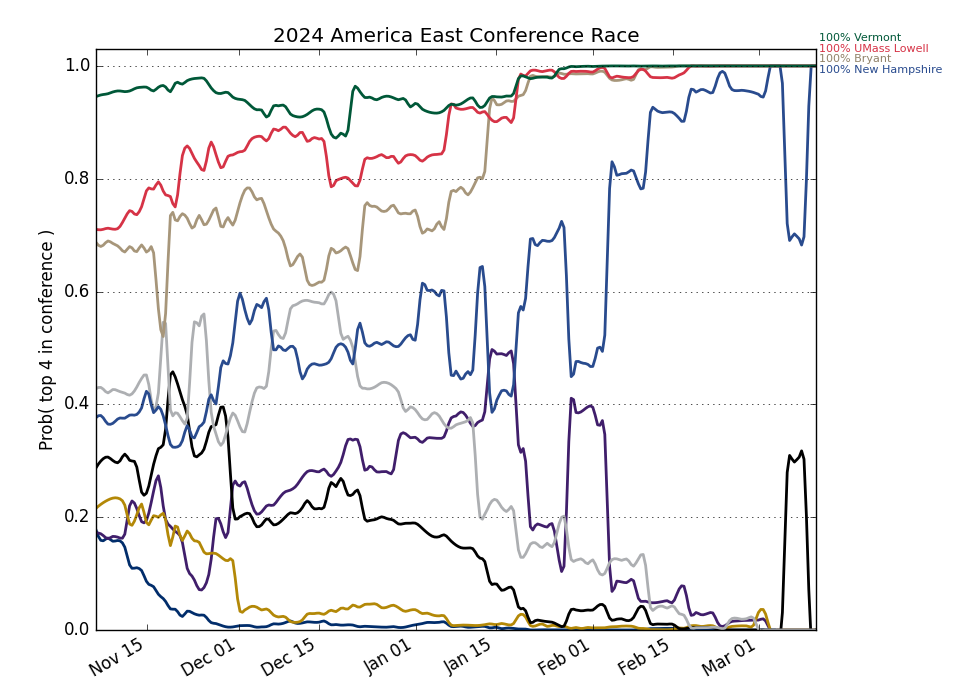 2024 America East Conference Race
100% Vermont
100% UMass Lowell
100% Bryant
100% New Hampshire
1.0
0.8
0.6
0.4
0.2
0.0
Prob( top 4 in conference )
Nov 15
Dec 01
Dec 15
Jan 01
Jan 15
Feb 01
Feb 15
Mar 01